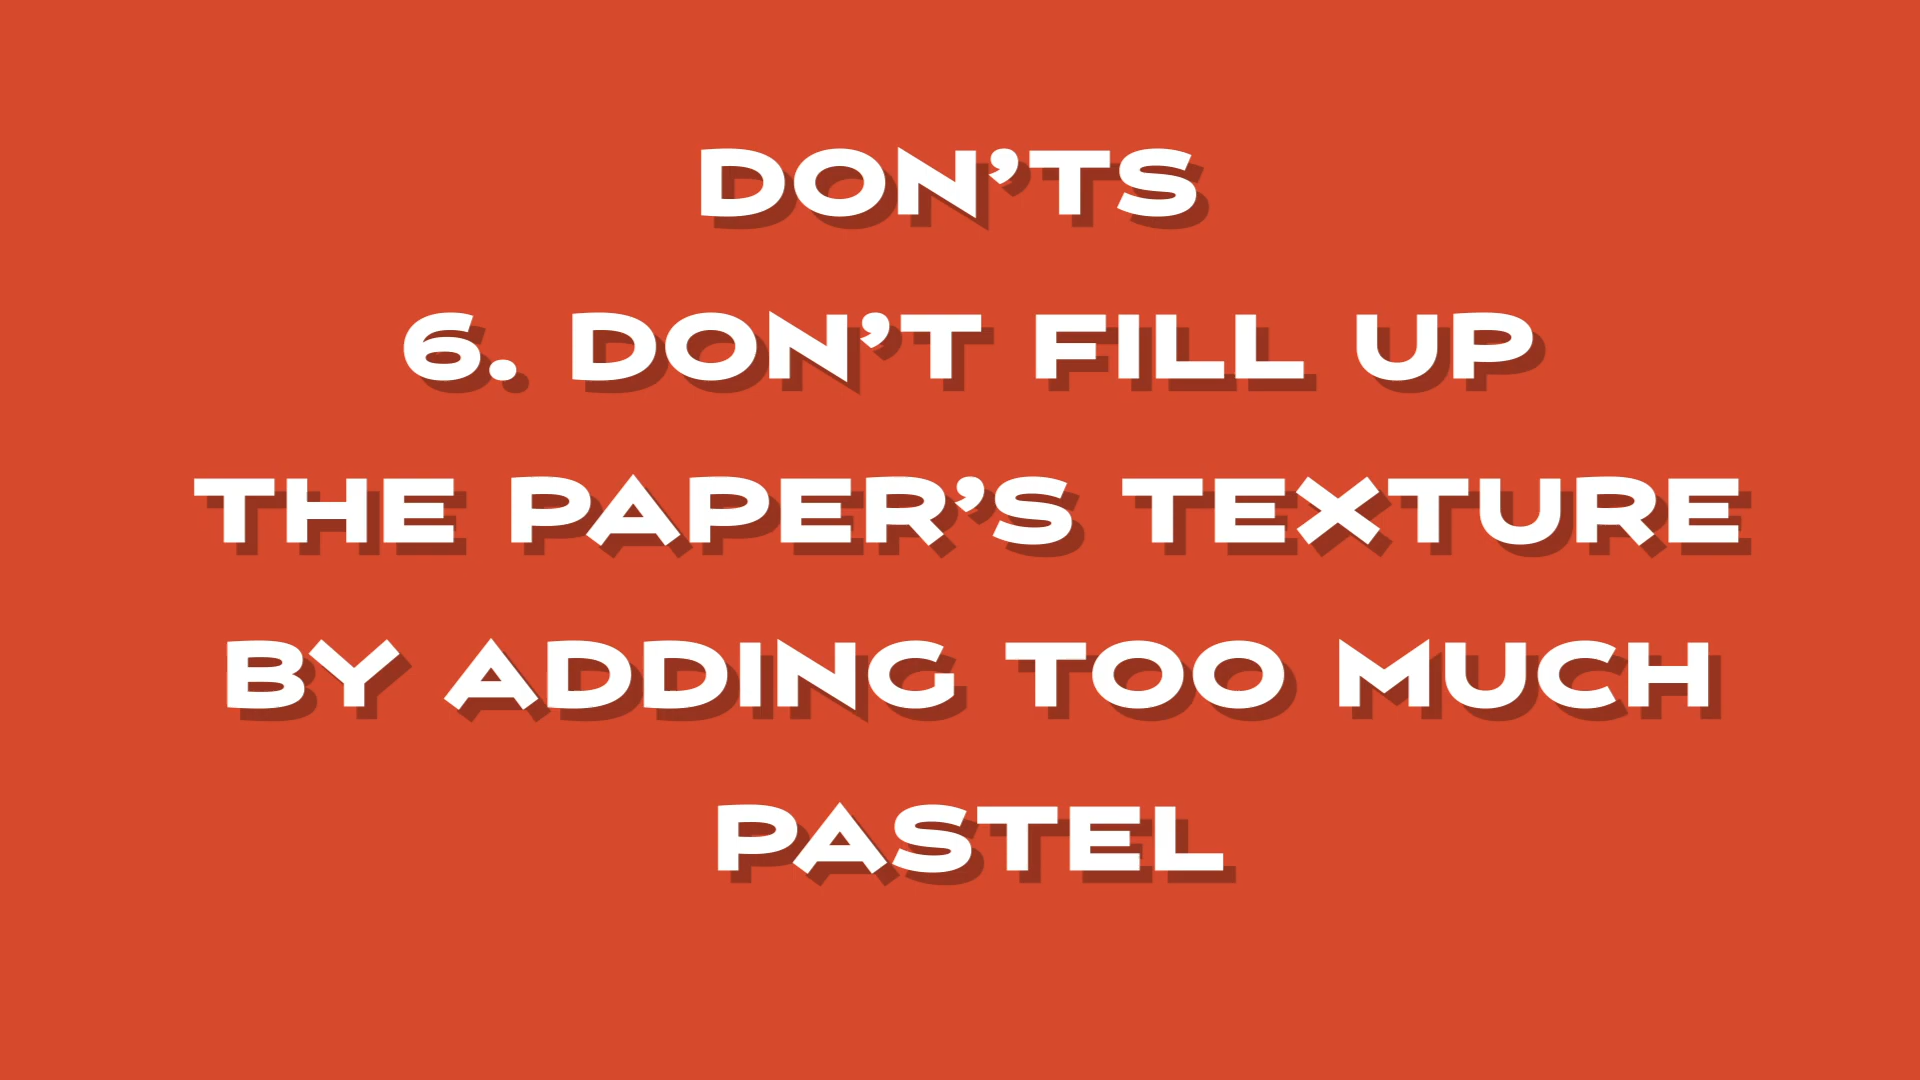 DON’TS
6. DON’T FILL UP
THE PAPER’S TEXTURE
BY ADDING TOO MUCH
PASTEL